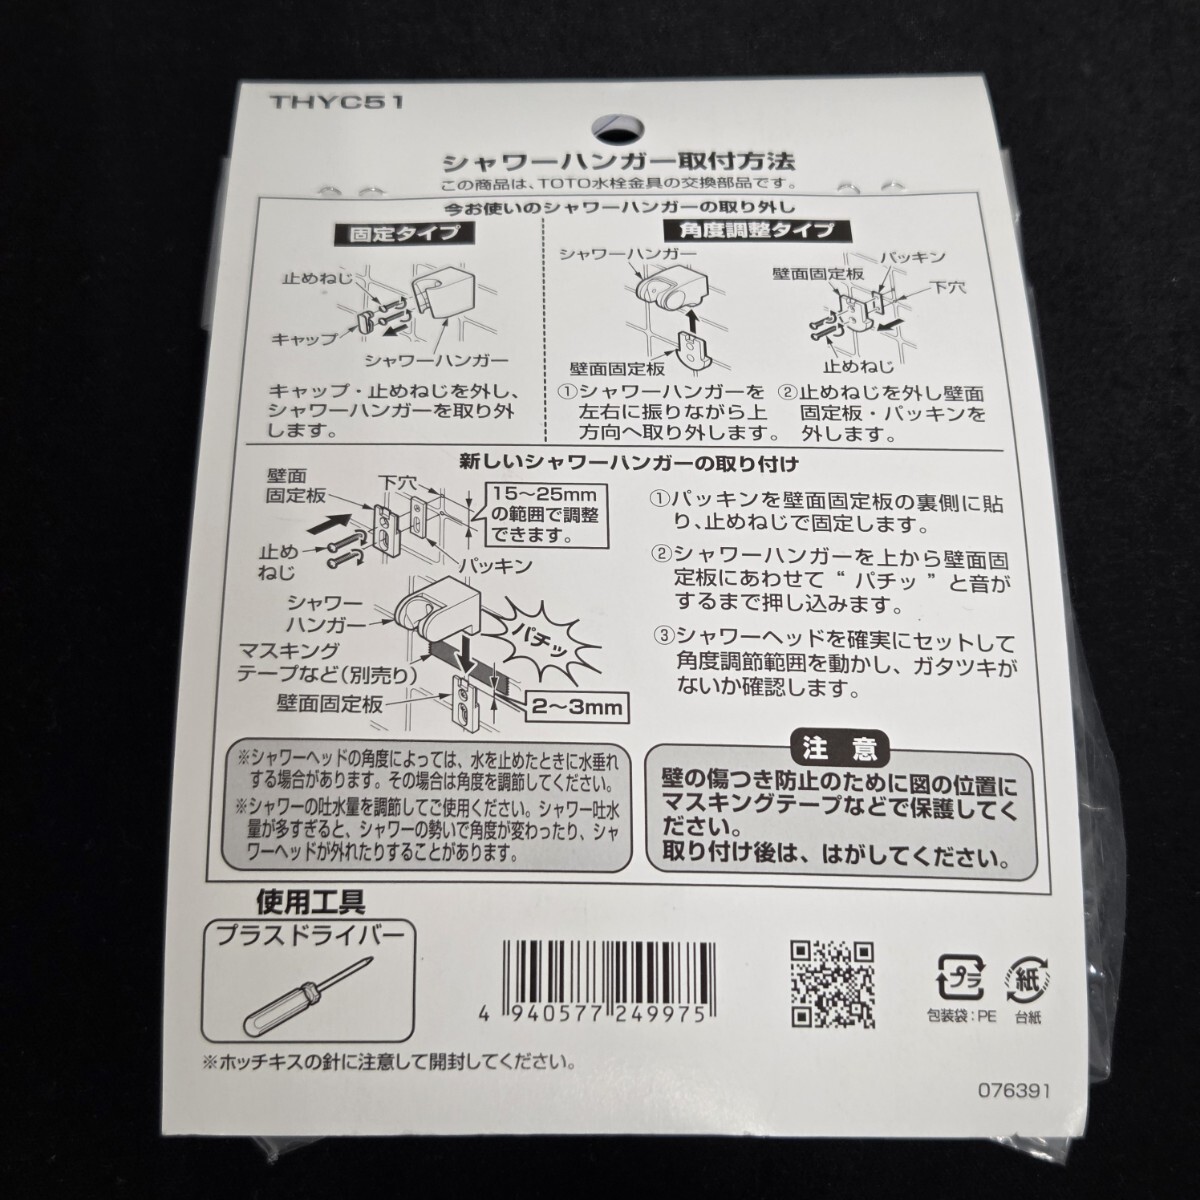 THYC51
シャワーハンガー取付方法
この商品は、TOTO水栓金具の交換部品です。
今お使いのシャワーハンガーの取り外し
固定タイプ
止めねじ
キャップ
シャワーハンガー
キャップ・止めねじを外し、
シャワーハンガーを取り外
します。
角度調整タイプ
シャワーハンガー
壁面固定板
①シャワーハンガーを
左右に振りながら上
方向へ取り外します。
パッキン
壁面固定板
下穴
止めねじ
②止めねじを外し壁面
固定板・パッキンを
外します。
新しいシャワーハンガーの取り付け
壁面
固定板
下穴
15～25mm
の範囲で調整
できます。
止め
ねじ
パッキン
シャワー
ハンガー
パチッ
マスキング
テープなど(別売り)
壁面固定板
2～3mm
①パッキンを壁面固定板の裏側に貼
り、止めねじで固定します。
②シャワーハンガーを上から壁面固
定板にあわせて“パチッ”と音が
するまで押し込みます。
③シャワーヘッドを確実にセットして
角度調節範囲を動かし、ガタツキが
ないか確認します。
※シャワーヘッドの角度によっては、水を止めたときに水垂れ
する場合があります。その場合は角度を調節してください。
※シャワーの吐水量を調節してご使用ください。シャワー吐水
量が多すぎると、シャワーの勢いで角度が変わったり、シャ
ワーヘッドが外れたりすることがあります。
注意
壁の傷つき防止のために図の位置に
マスキングテープなどで保護してく
ださい。
取り付け後は、はがしてください。
使用工具
プラスドライバー
4 940577 249975
プラ
包装袋:PE
紙
台紙
※ホッチキスの針に注意して開封してください。
076391